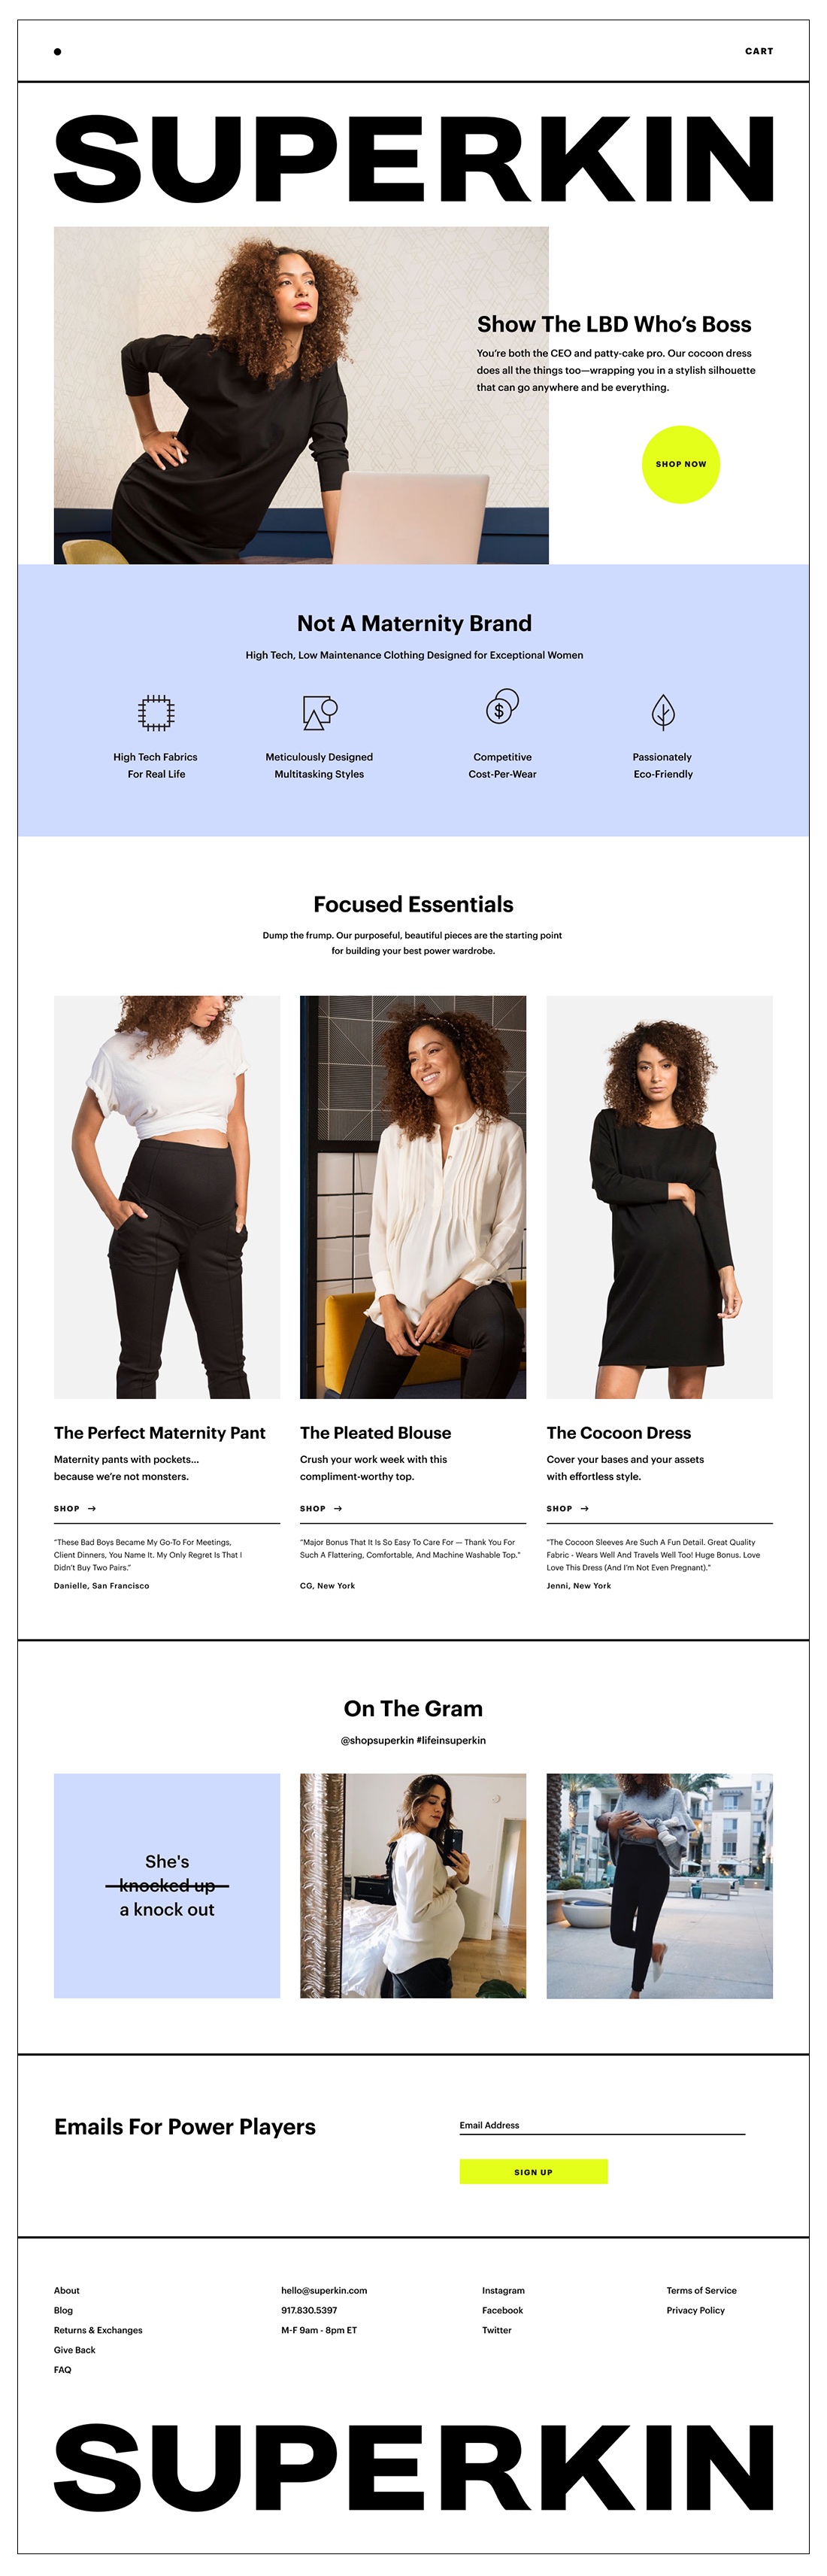 CART
SUPERKIN
Show The LBD Who's Boss
You're both the CEO and patty-cake pro. Our cocoon dress
does all the things too—wrapping you in a stylish silhouette
that can go anywhere and be everything.
SHOP NOW
Not A Maternity Brand
High Tech, Low Maintenance Clothing Designed for Exceptional Women
High Tech Fabrics
For Real Life
Meticulously Designed
Multitasking Styles
$
Competitive
Cost-Per-Wear
Passionately
Eco-Friendly
Focused Essentials
Dump the frump. Our purposeful, beautiful pieces are the starting point
for building your best power wardrobe.
The Perfect Maternity Pant
Maternity pants with pockets...
because we're not monsters.
SHOP →
"These Bad Boys Became My Go-To For Meetings,
Client Dinners, You Name It. My Only Regret Is That I
Didn't Buy Two Pairs."
Danielle, San Francisco
The Pleated Blouse
Crush your work week with this
compliment-worthy top.
SHOP →
"Major Bonus That It Is So Easy To Care For — Thank You For
Such A Flattering, Comfortable, And Machine Washable Top."
CG, New York
The Cocoon Dress
Cover your bases and your assets
with effortless style.
SHOP →
"The Cocoon Sleeves Are Such A Fun Detail. Great Quality
Fabric - Wears Well And Travels Well Too! Huge Bonus. Love
Love This Dress (And I'm Not Even Pregnant)."
Jenni, New York
On The Gram
@shopsuperkin #lifeinsuperkin
She's
knocked up
a knock out
Emails For Power Players
Email Address
SIGN UP
About
Blog
Returns & Exchanges
Give Back
FAQ
hello@superkin.com
917.830.5397
M-F 9am - 8pm ET
Instagram
Facebook
Twitter
Terms of Service
Privacy Policy
SUPERKIN